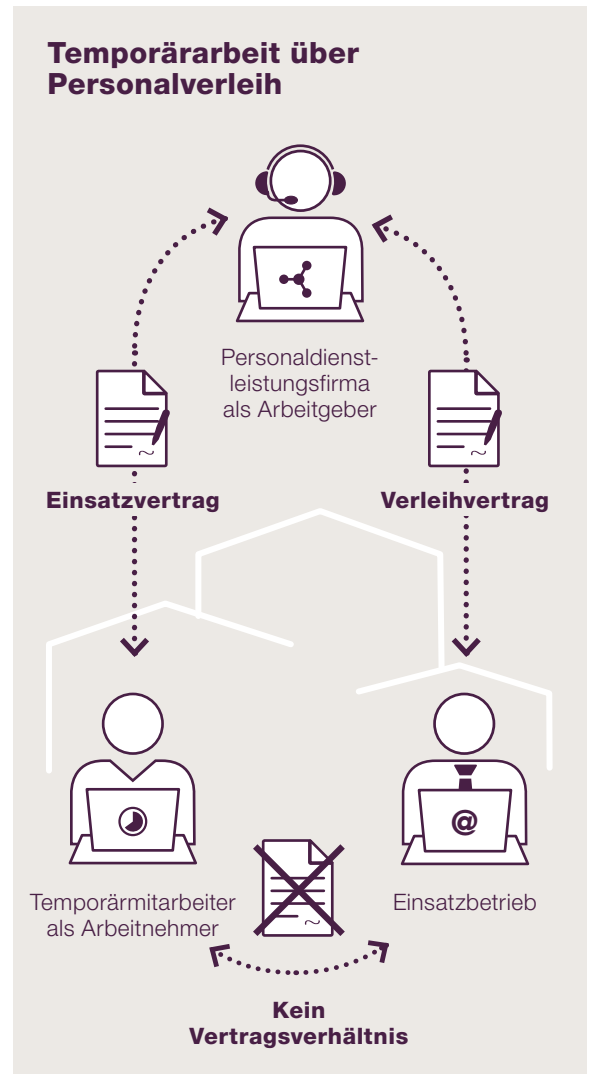 Temporärarbeit über
Personalverleih
Personaldienst-
leistungsfirma
als Arbeitgeber
Einsatzvertrag
Verleihvertrag
@
Temporärmitarbeiter
als Arbeitnehmer
Einsatzbetrieb
Kein
Vertragsverhältnis